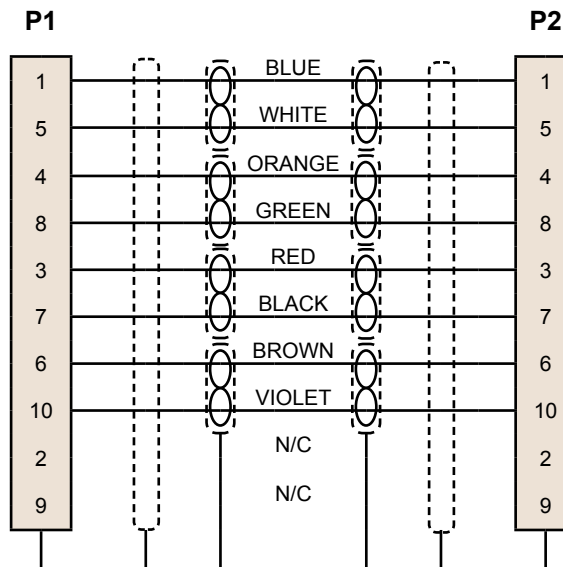 P1 P2
1 BLUE 1
5 WHITE 5
4 ORANGE 4
8 GREEN 8
3 RED 3
7 BLACK 7
6 BROWN 6
10 VIOLET 10
2 N/C 2
9 N/C 9